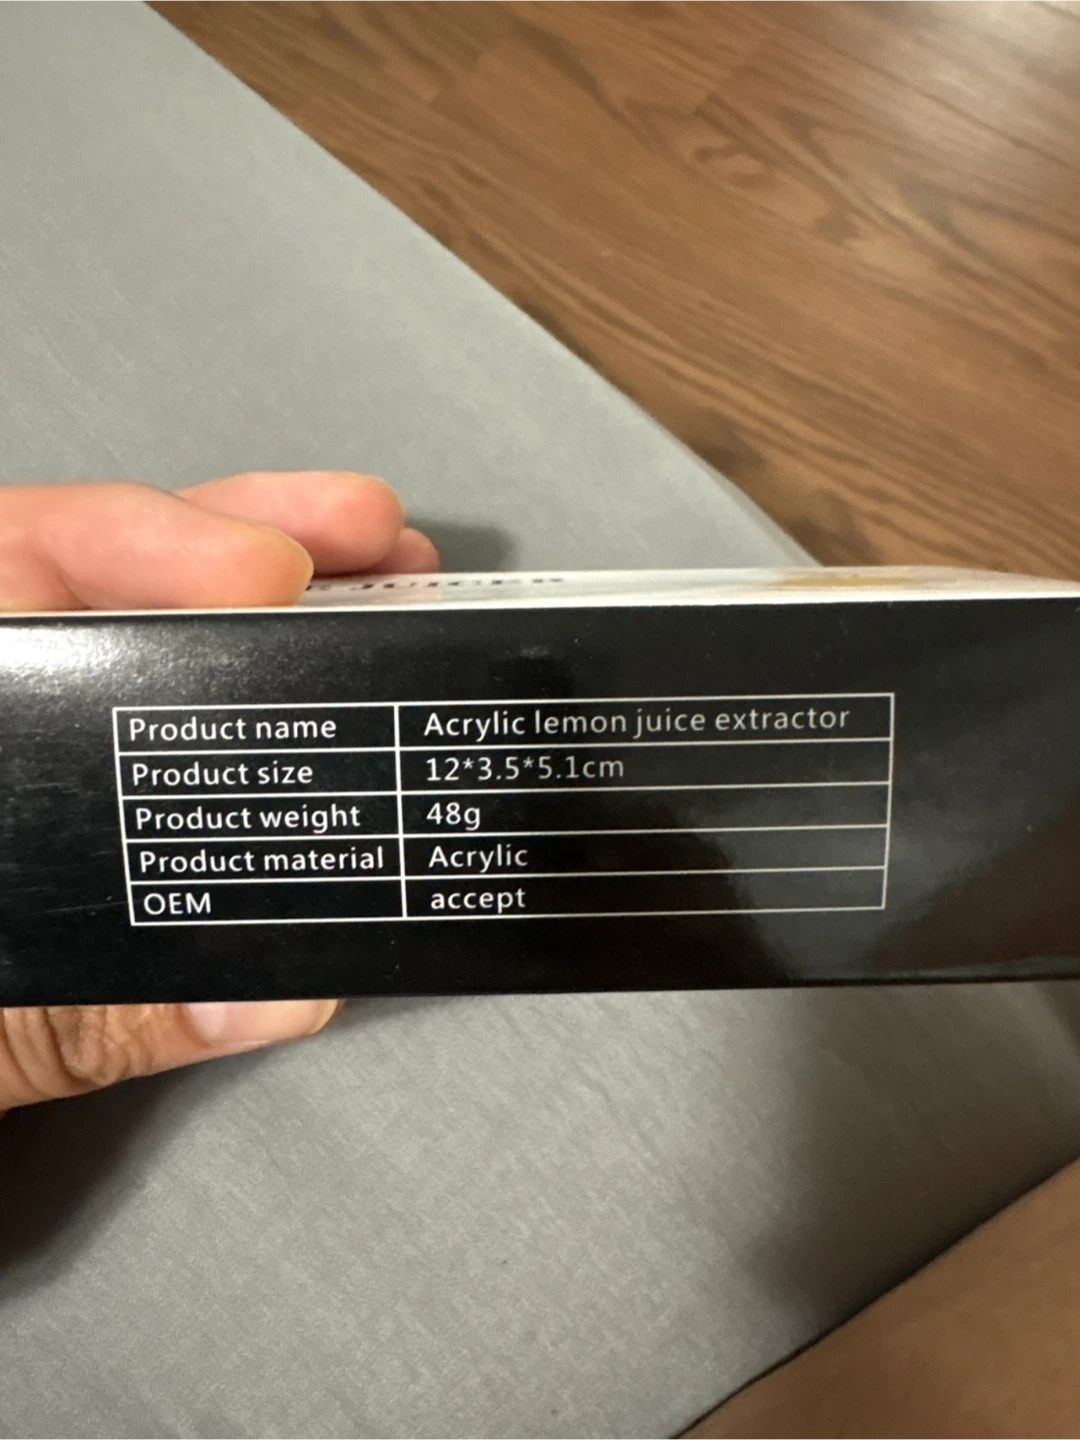 JUICER
Product name Acrylic lemon juice extractor
Product size 12*3.5*5.1cm
Product weight 48g
Product material Acrylic
OEM accept